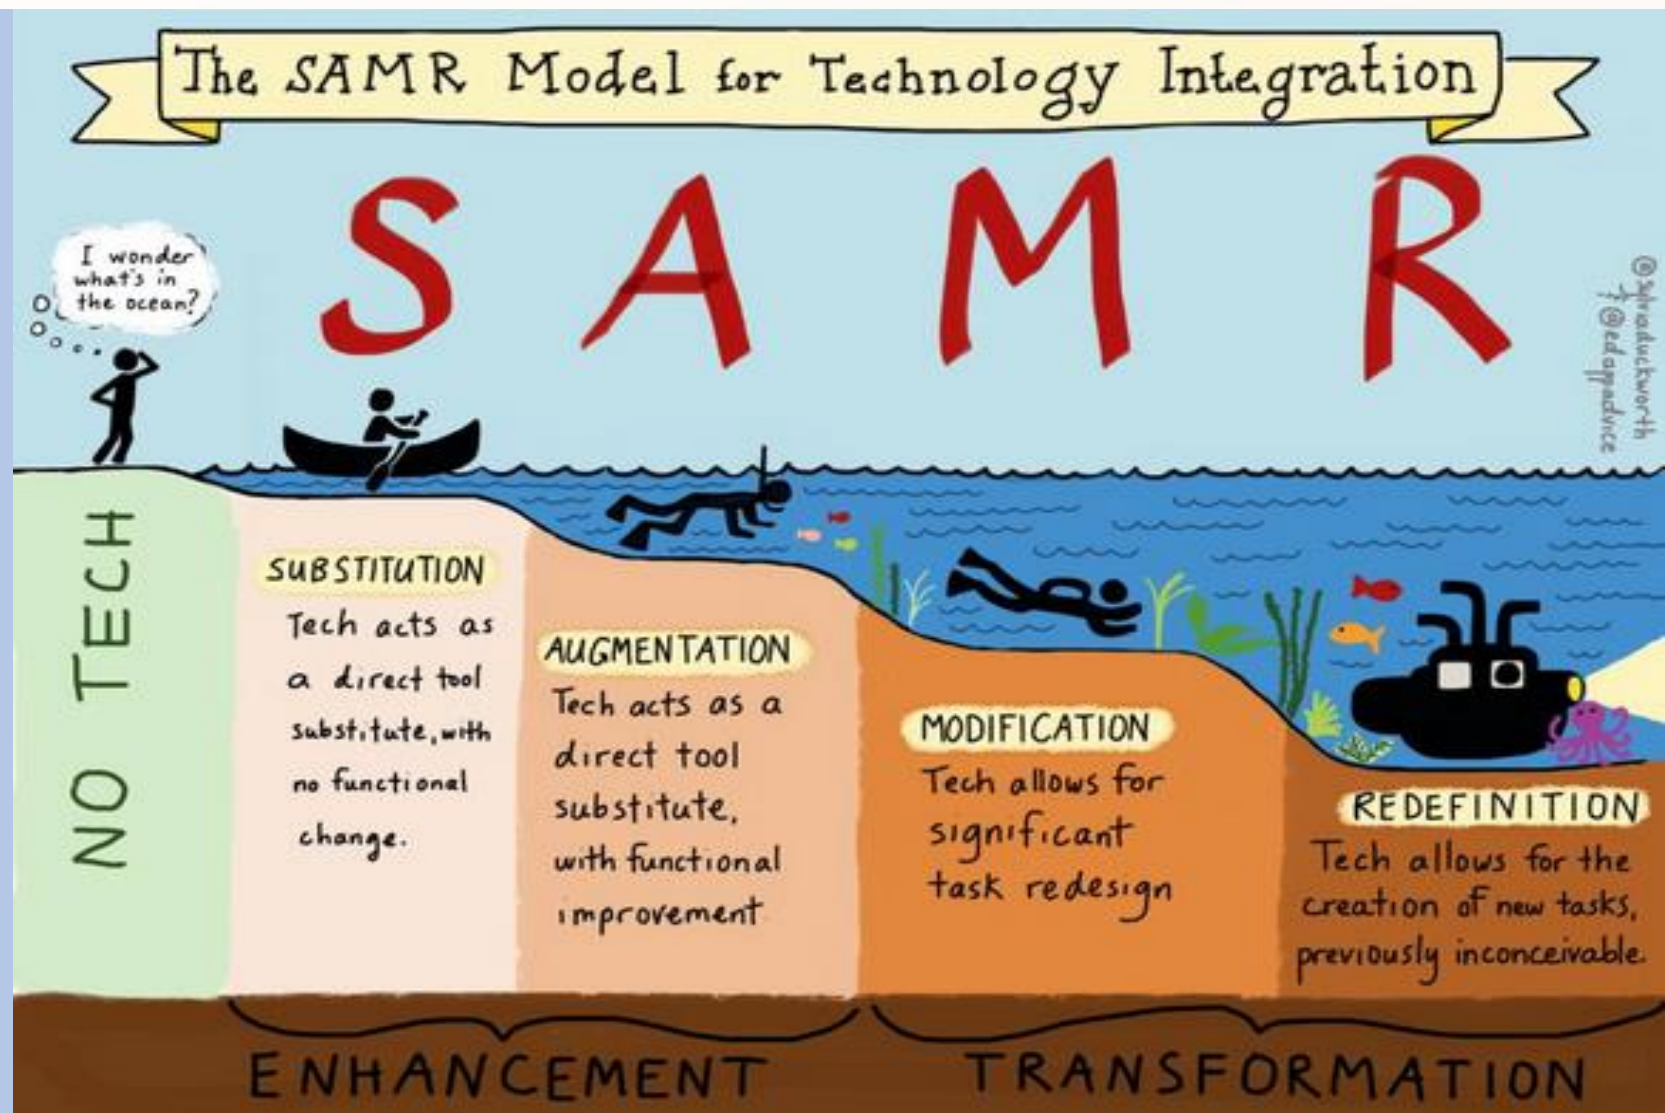 The SAMR Model for Technology Integration
S A M R
I wonder
what's in
the ocean?
@sylviaduckworth
@edappadvice
NO TECH
SUBSTITUTION
Tech acts as
a direct tool
substitute, with
no functional
change.
AUGMENTATION
Tech acts as a
direct tool
substitute,
with functional
improvement
MODIFICATION
Tech allows for
significant
task redesign
REDEFINITION
Tech allows for the
creation of new tasks,
previously inconceivable.
ENHANCEMENT
TRANSFORMATION